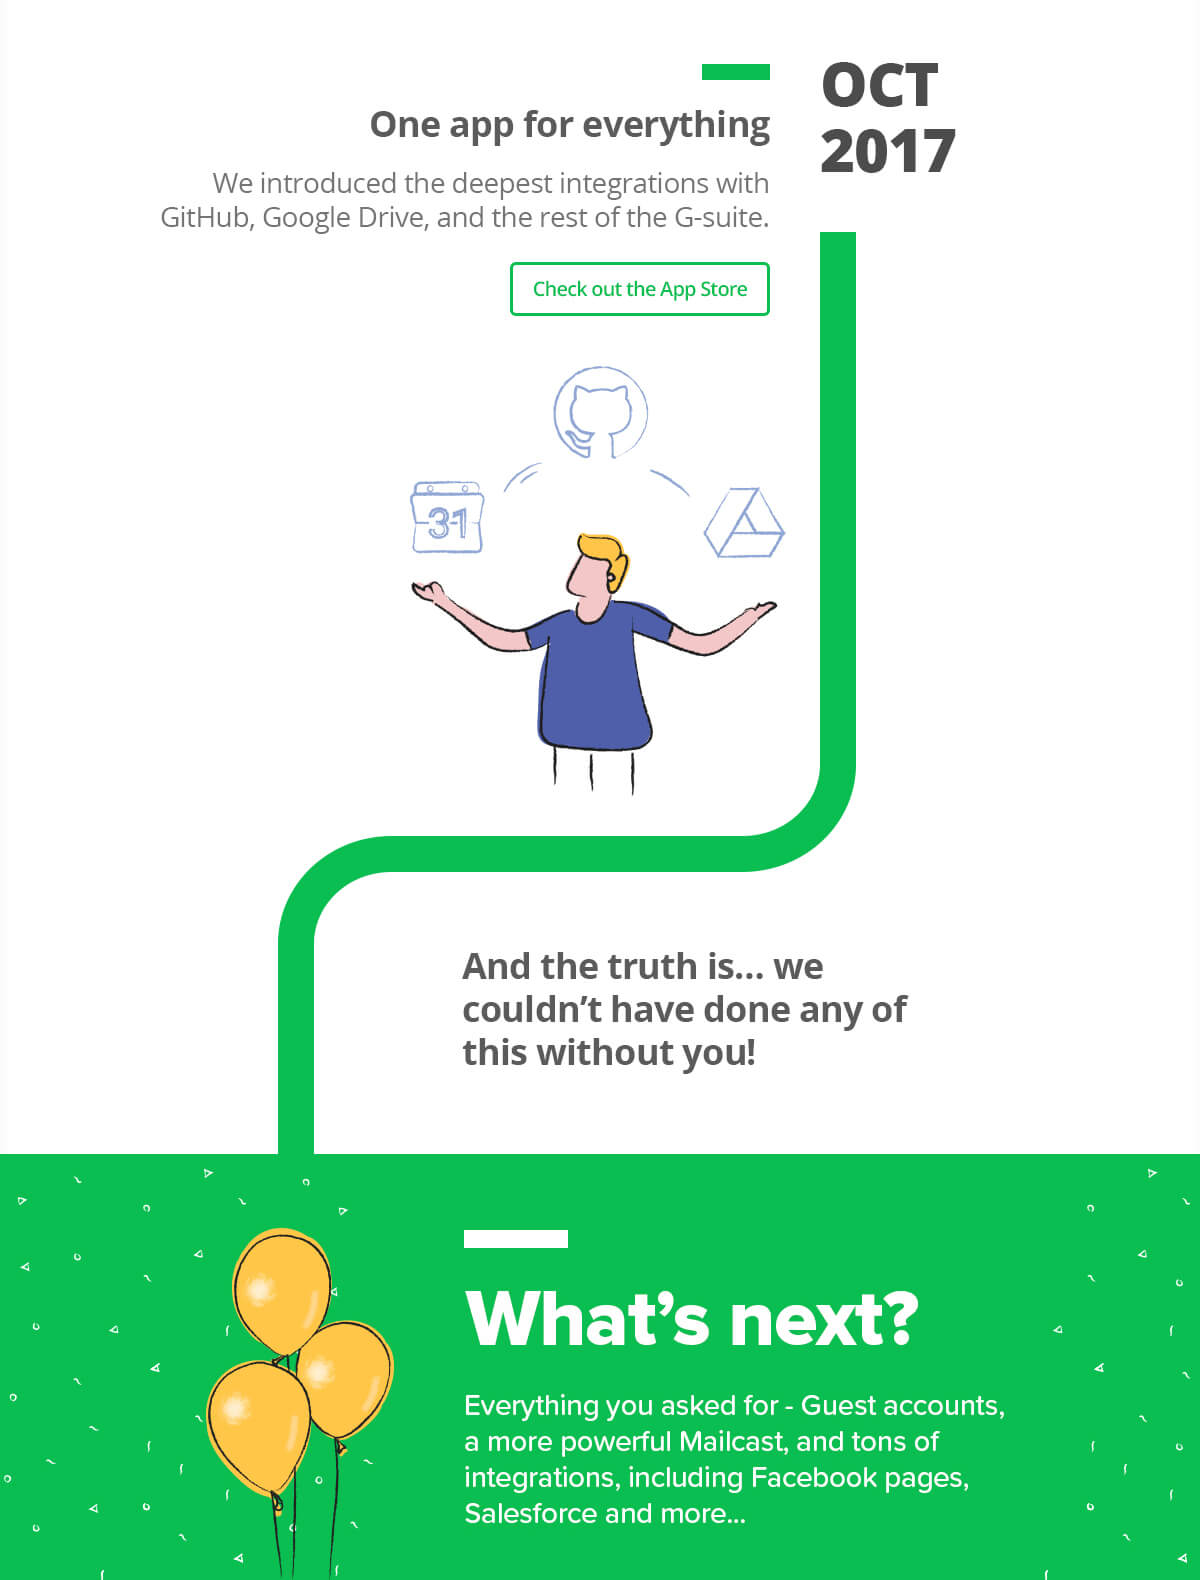 OCT
2017
One app for everything
We introduced the deepest integrations with
GitHub, Google Drive, and the rest of the G-suite.
Check out the App Store
31
And the truth is... we
couldn’t have done any of
this without you!
What’s next?
Everything you asked for - Guest accounts,
a more powerful Mailcast, and tons of
integrations, including Facebook pages,
Salesforce and more...